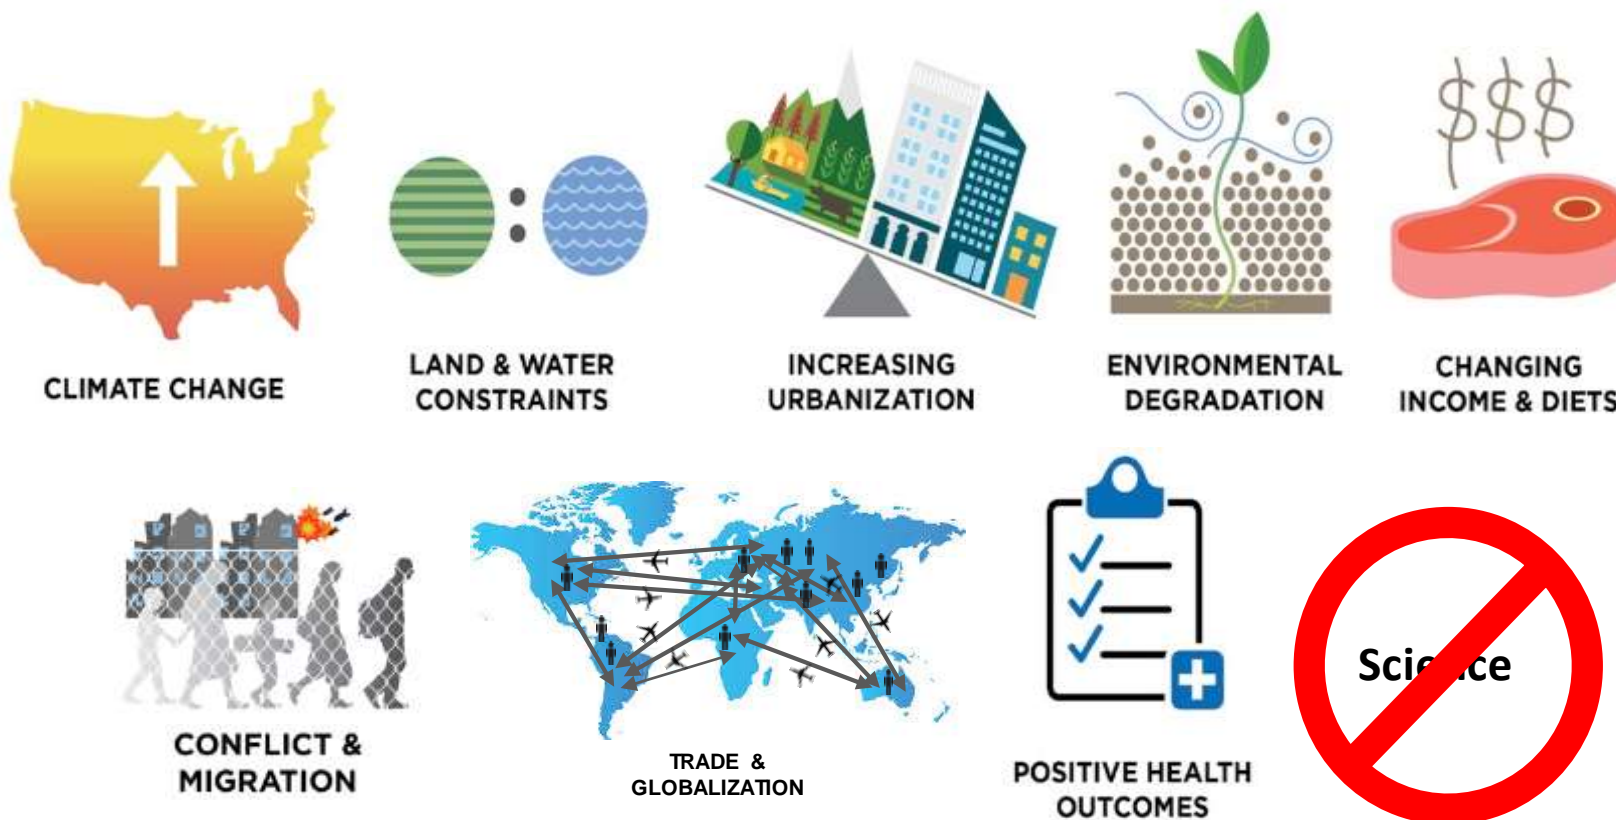 $$$
CLIMATE CHANGE
LAND & WATER
CONSTRAINTS
INCREASING
URBANIZATION
ENVIRONMENTAL
DEGRADATION
CHANGING
INCOME & DIETS
CONFLICT &
MIGRATION
TRADE &
GLOBALIZATION
POSITIVE HEALTH
OUTCOMES
Science